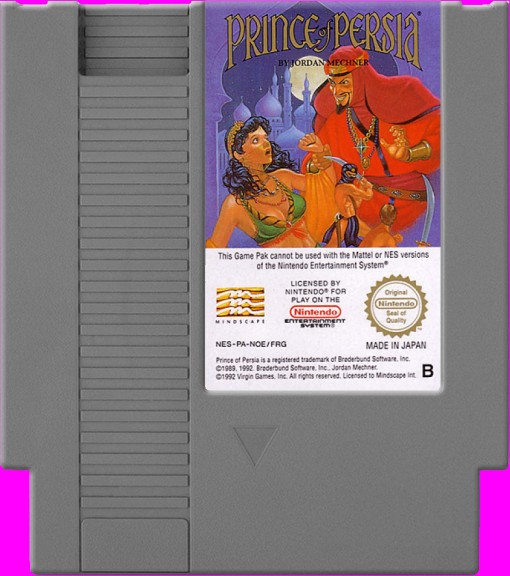 PRINCE of PERSIA®
BY JORDAN MECHNER
This Game Pak cannot be used with the Mattel or NES versions
of the Nintendo Entertainment System®
MINDSCAPE
LICENSED BY
NINTENDO® FOR
PLAY ON THE
Nintendo
ENTERTAINMENT
SYSTEM®
Original
Nintendo
Seal of
Quality
NES-PA-NOE/FRG
MADE IN JAPAN
Prince of Persia is a registered trademark of Brøderbund Software, Inc.
©1989, 1992. Brøderbund Software, Inc., Jordan Mechner.
©1992 Virgin Games, Inc. All rights reserved. Licensed to Mindscape Int.
B